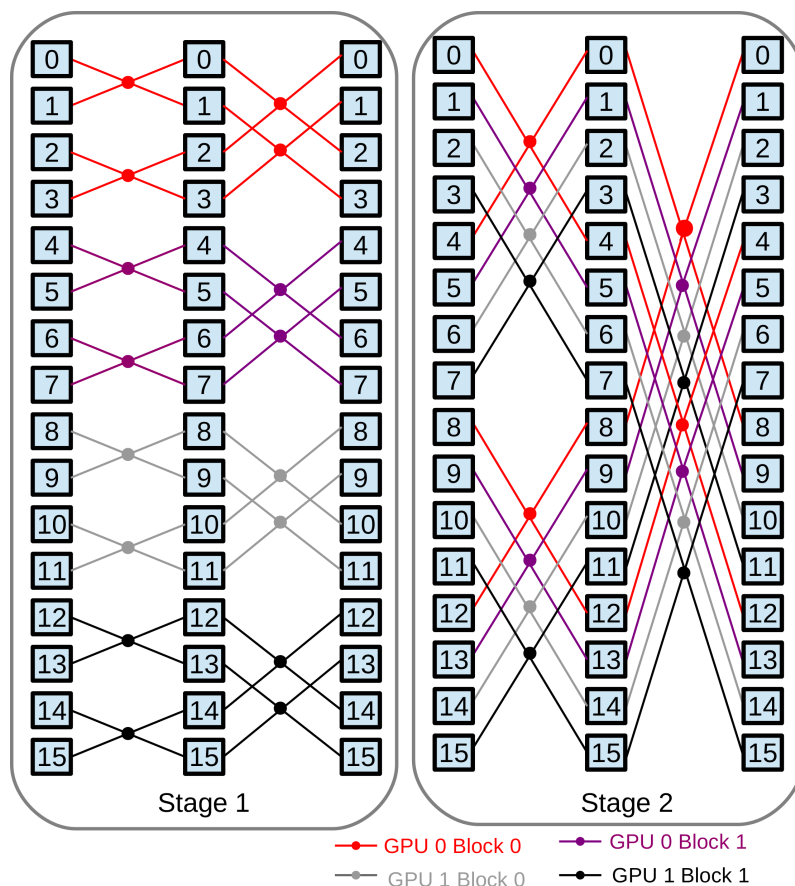 0 0 0
1 1 1
2 2 2
3 3 3
4 4 4
5 5 5
6 6 6
7 7 7
8 8 8
9 9 9
10 10 10
11 11 11
12 12 12
13 13 13
14 14 14
15 15 15
Stage 1
0 0 0
1 1 1
2 2 2
3 3 3
4 4 4
5 5 5
6 6 6
7 7 7
8 8 8
9 9 9
10 10 10
11 11 11
12 12 12
13 13 13
14 14 14
15 15 15
Stage 2
GPU 0 Block 0
GPU 0 Block 1
GPU 1 Block 0
GPU 1 Block 1